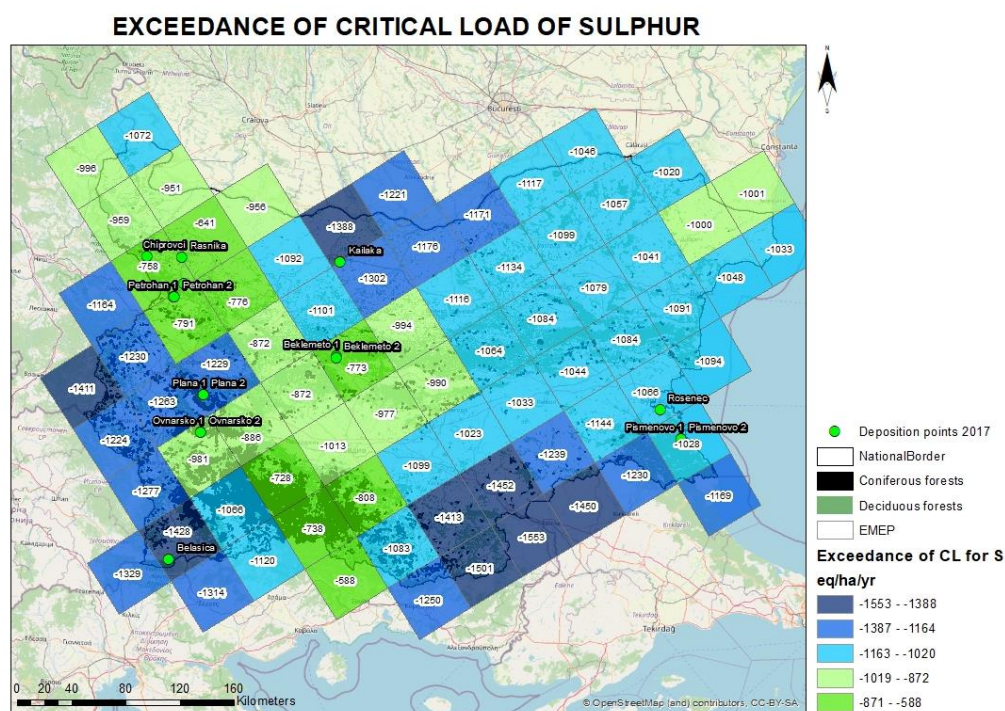 EXCEEDANCE OF CRITICAL LOAD OF SULPHUR
N
Craiova
Slatina
București
Călărași
Constanța
-1072
-996
-951
-959
-641
-956
-1388
-1221
-1171
-1176
-1117
-1046
-1057
-1020
-1001
-1000
-1033
-1099
-1041
-1048
Chiprovci
Rasnika
-758
Kailaka
-1092
-1302
-1134
-1079
-1091
Petrohan 1
Petrohan 2
-1164
-776
-791
-1101
-1116
-1084
-1084
-1094
-872
Beklemeto 1
Beklemeto 2
-994
-773
-1064
-1044
-1066
-1230
-1229
-1411
-1263
Plana 1
Plana 2
-872
-990
-1033
-1144
Rosenec
-1224
Ovnarsko 1
Ovnarsko 2
-886
-977
-1023
-1239
Pismenovo 1
Pismenovo 2
-1028
-981
-1013
-1099
-1230
-1169
-1277
-728
-808
-1452
-1450
-1066
-1428
-738
-1413
-1553
Belasica
-1120
-1083
-1501
-1329
-1314
-588
-1250
Tekirdağ
0 20 40 80 120 160
Kilometers
© OpenStreetMap (and) contributors, CC-BY-SA
Deposition points 2017
NationalBorder
Coniferous forests
Deciduous forests
EMEP
Exceedance of CL for S
eq/ha/yr
-1553 - -1388
-1387 - -1164
-1163 - -1020
-1019 - -872
-871 - -588